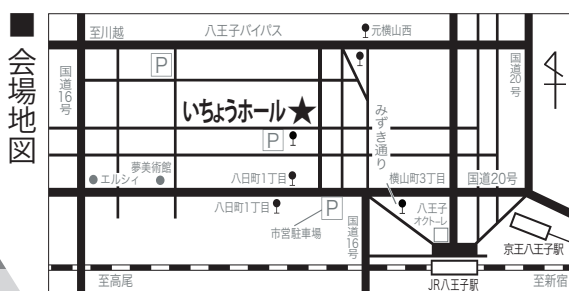 ■会場地図
至川越
八王子バイパス
元横山西
国道16号
P
国道20号
いちょうホール★
P
みずき通り
夢美術館
エルシィ
八日町1丁目
横山町3丁目
国道20号
八日町1丁目
P
市営駐車場
国道16号
八王子
オクトーレ
京王八王子駅
至高尾
JR八王子駅
至新宿